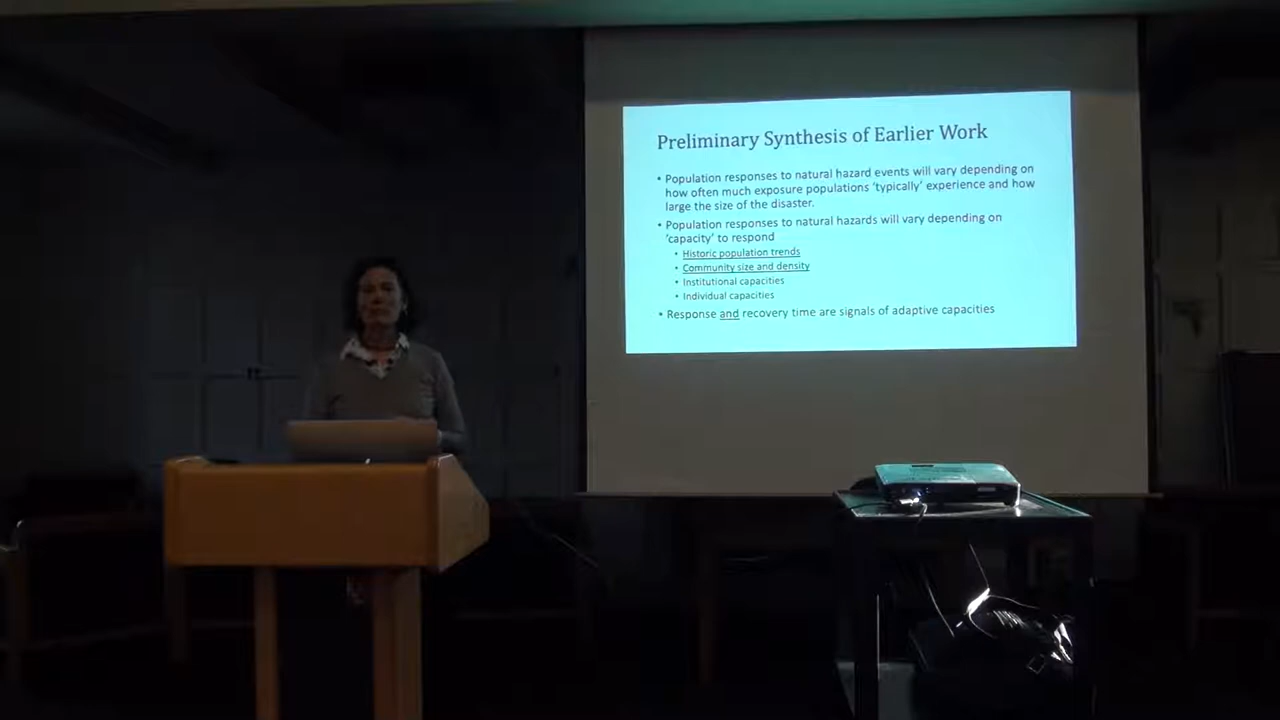 Preliminary Synthesis of Earlier Work
• Population responses to natural hazard events will vary depending on
how often much exposure populations ‘typically’ experience and how
large the size of the disaster.
• Population responses to natural hazards will vary depending on
‘capacity’ to respond
• Historic population trends
• Community size and density
• Institutional capacities
• Individual capacities
• Response and recovery time are signals of adaptive capacities